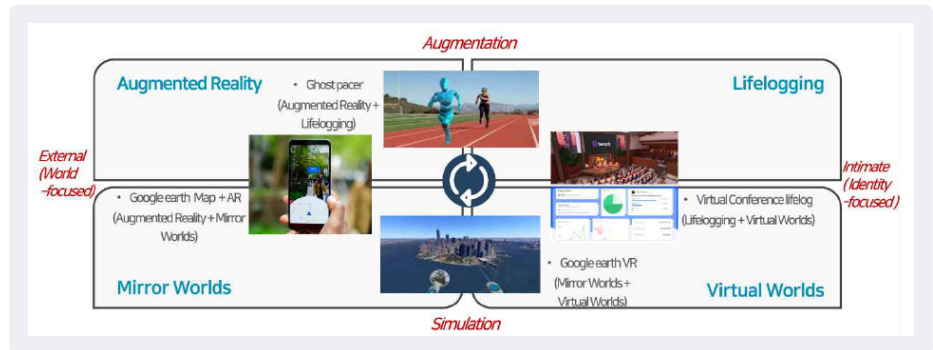 Augmentation
Augmented Reality
• Ghost pacer
(Augmented Reality +
Lifelogging)
Lifelogging
External
(World
-focused)
Intimate
(Identity
-focused)
• Google earth Map + AR
(Augmented Reality + Mirror
Worlds)
• Virtual Conference lifelog
(Lifelogging + Virtual Worlds)
• Google earth VR
(Mirror Worlds +
Virtual Worlds)
Mirror Worlds
Virtual Worlds
Simulation